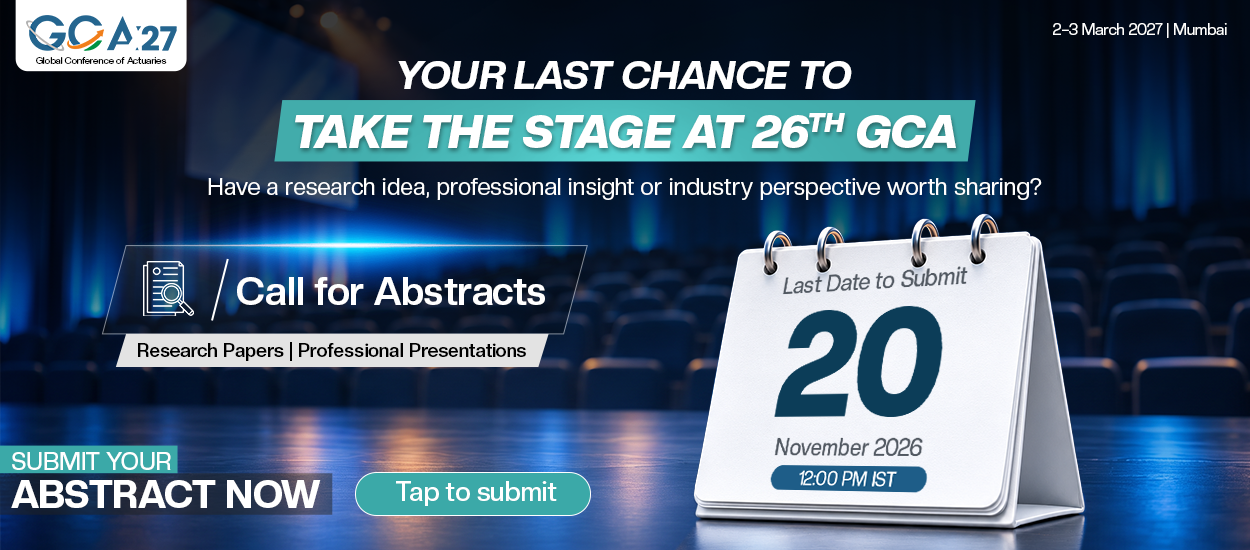 GCA'27
Global Conference of Actuaries
2-3 March 2027 | Mumbai
YOUR LAST CHANCE TO
TAKE THE STAGE AT 26TH GCA
Have a research idea, professional insight or industry perspective worth sharing?
Call for Abstracts
Research Papers | Professional Presentations
Last Date to Submit
20
November 2026
12:00 PM IST
SUBMIT YOUR
ABSTRACT NOW
Tap to submit